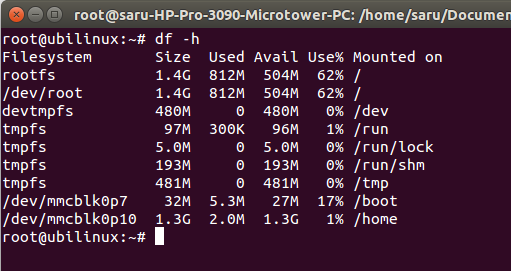 root@saru-HP-Pro-3090-Microtower-PC: /home/saru/Documen
root@ubilinux:~# df -h
Filesystem      Size  Used Avail Use% Mounted on
rootfs          1.4G  812M  504M  62% /
/dev/root       1.4G  812M  504M  62% /
devtmpfs        480M     0  480M   0% /dev
tmpfs            97M  300K   96M   1% /run
tmpfs           5.0M     0  5.0M   0% /run/lock
tmpfs           193M     0  193M   0% /run/shm
tmpfs           481M     0  481M   0% /tmp
/dev/mmcblk0p7   32M  5.3M   27M  17% /boot
/dev/mmcblk0p10 1.3G  2.0M  1.3G   1% /home
root@ubilinux:~#